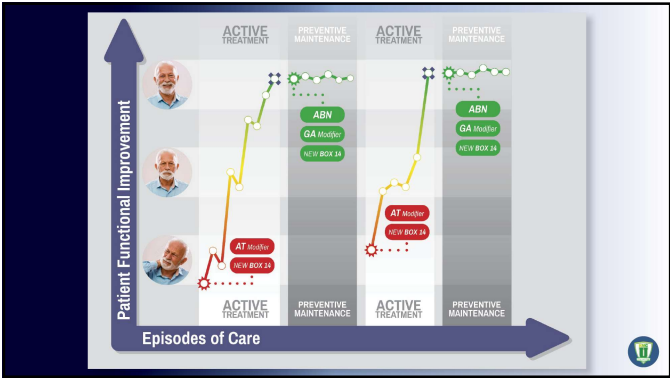 ACTIVE
TREATMENT
PREVENTIVE
MAINTENANCE
ACTIVE
TREATMENT
PREVENTIVE
MAINTENANCE
Patient Functional Improvement
ABN
GA Modifier
NEW BOX 14
ABN
GA Modifier
NEW BOX 14
AT Modifier
NEW BOX 14
AT Modifier
NEW BOX 14
ACTIVE
TREATMENT
PREVENTIVE
MAINTENANCE
ACTIVE
TREATMENT
PREVENTIVE
MAINTENANCE
Episodes of Care